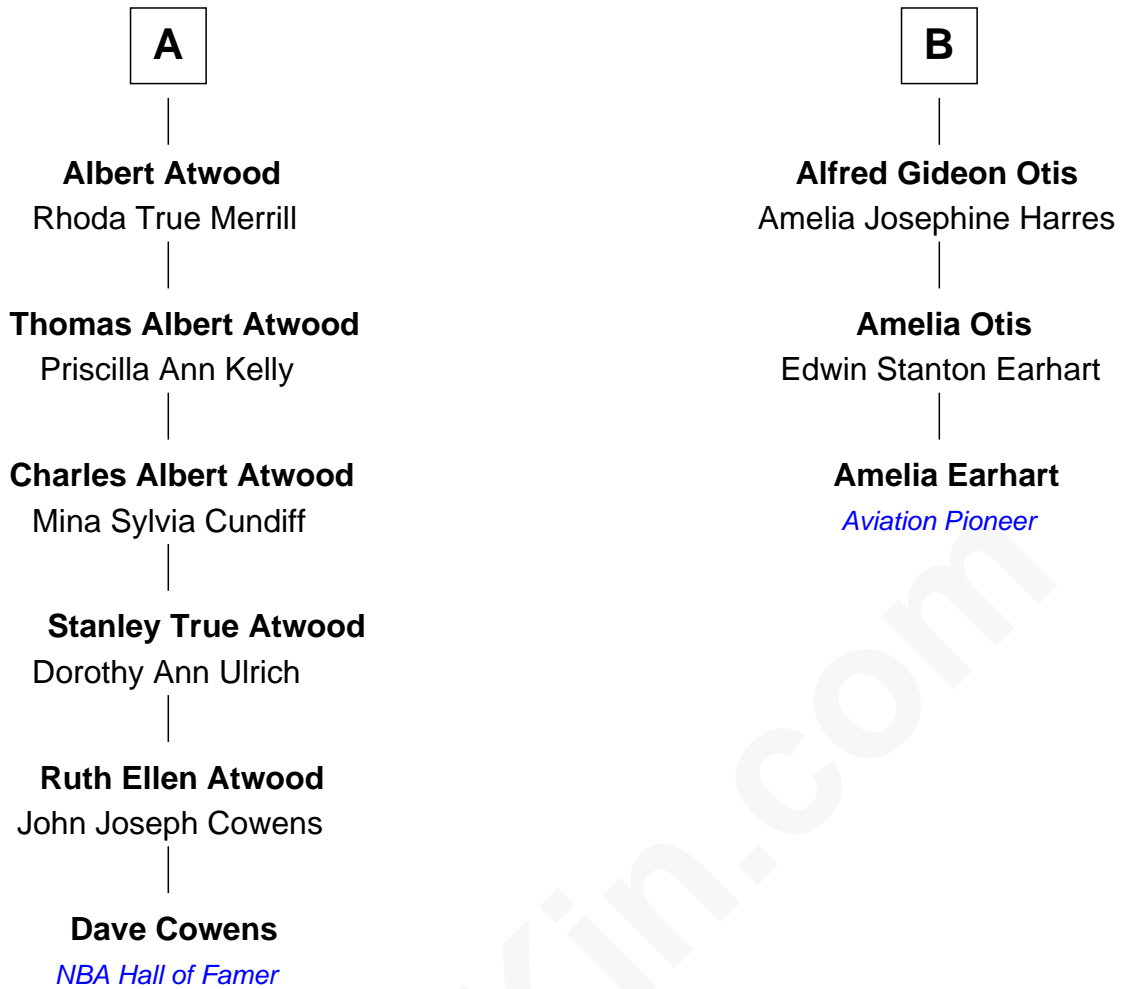 A
Albert Atwood
Rhoda True Merrill
Thomas Albert Atwood
Priscilla Ann Kelly
Charles Albert Atwood
Mina Sylvia Cundiff
Stanley True Atwood
Dorothy Ann Ulrich
Ruth Ellen Atwood
John Joseph Cowens
Dave Cowens
NBA Hall of Famer
B
Alfred Gideon Otis
Amelia Josephine Harres
Amelia Otis
Edwin Stanton Earhart
Amelia Earhart
Aviation Pioneer